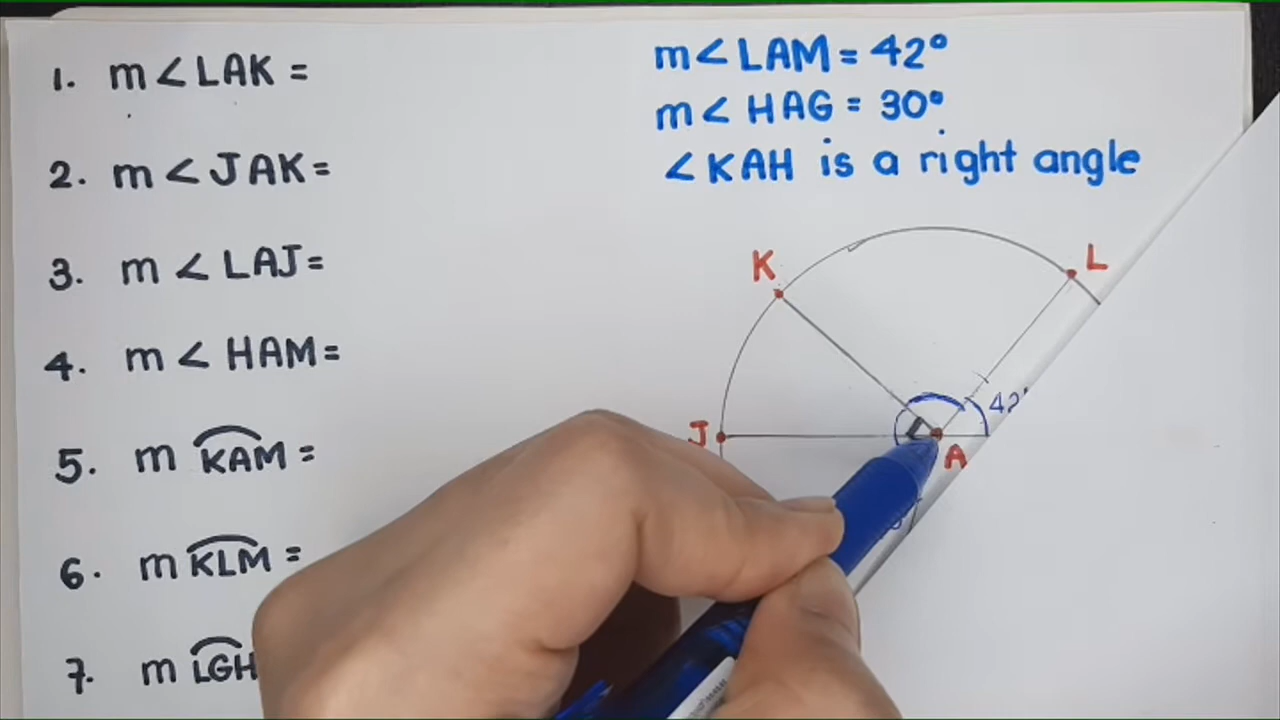 1. m∠LAK =
2. m∠JAK=
3. m∠LAJ=
4. m∠HAM=
5. m KAM =
6. m KLM =
7. m LGH
m∠LAM = 42°
m∠HAG = 30°
∠KAH is a right angle
K
L
42°
J
A